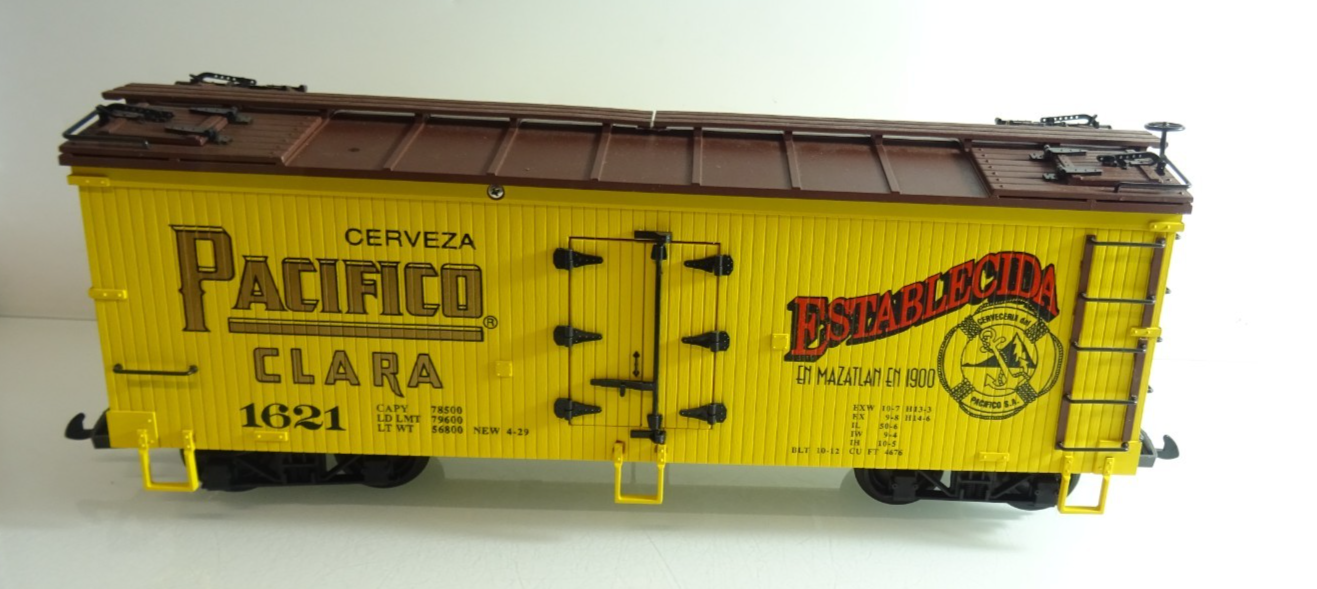 CERVEZA
PACIFICO®
CLARA
1621
CAPY 78500
LD LMT 79600
LT WT 56800 NEW 4-29
ESTABLECIDA
EN MAZATLAN EN 1900
CERVECERIA DEL
PACIFICO S.A.
EXW 10-7 H13-3
EX 9-8 H14-6
IL 50-6
IW 9-4
IH 10-5
BLT 10-12 CU FT 4676